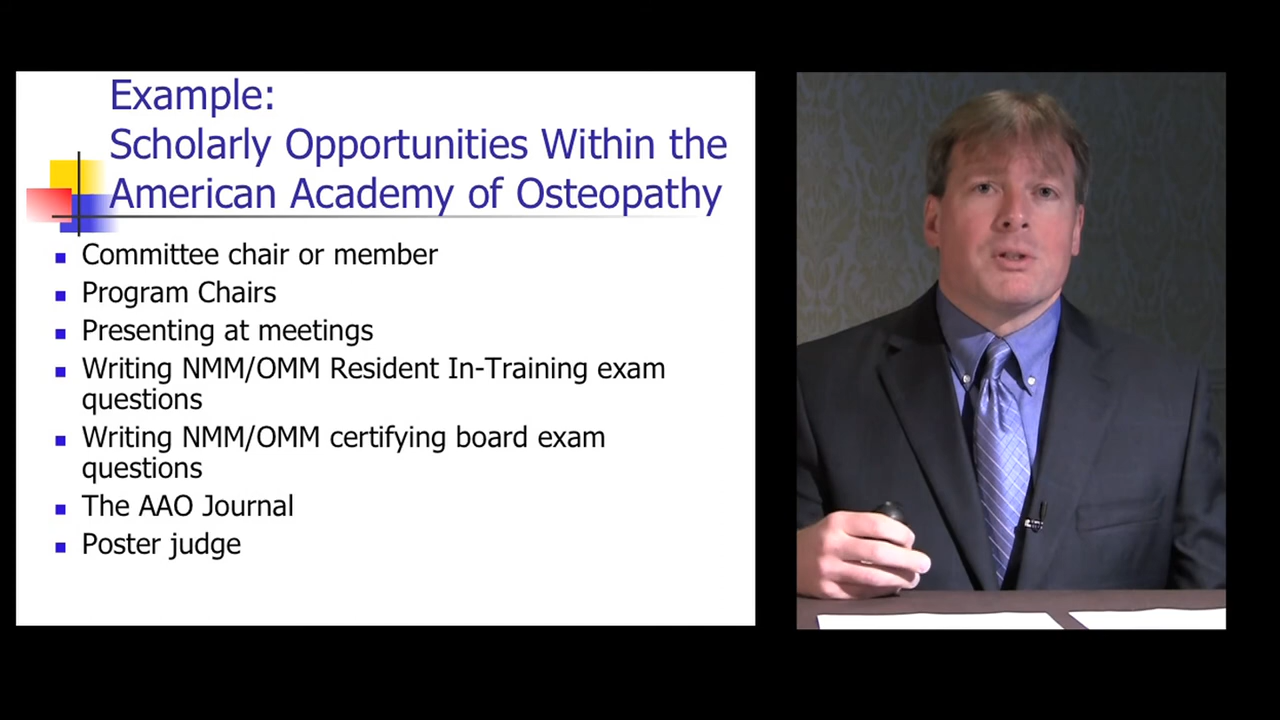 Example:
Scholarly Opportunities Within the
American Academy of Osteopathy
Committee chair or member
Program Chairs
Presenting at meetings
Writing NMM/OMM Resident In-Training exam
questions
Writing NMM/OMM certifying board exam
questions
The AAO Journal
Poster judge